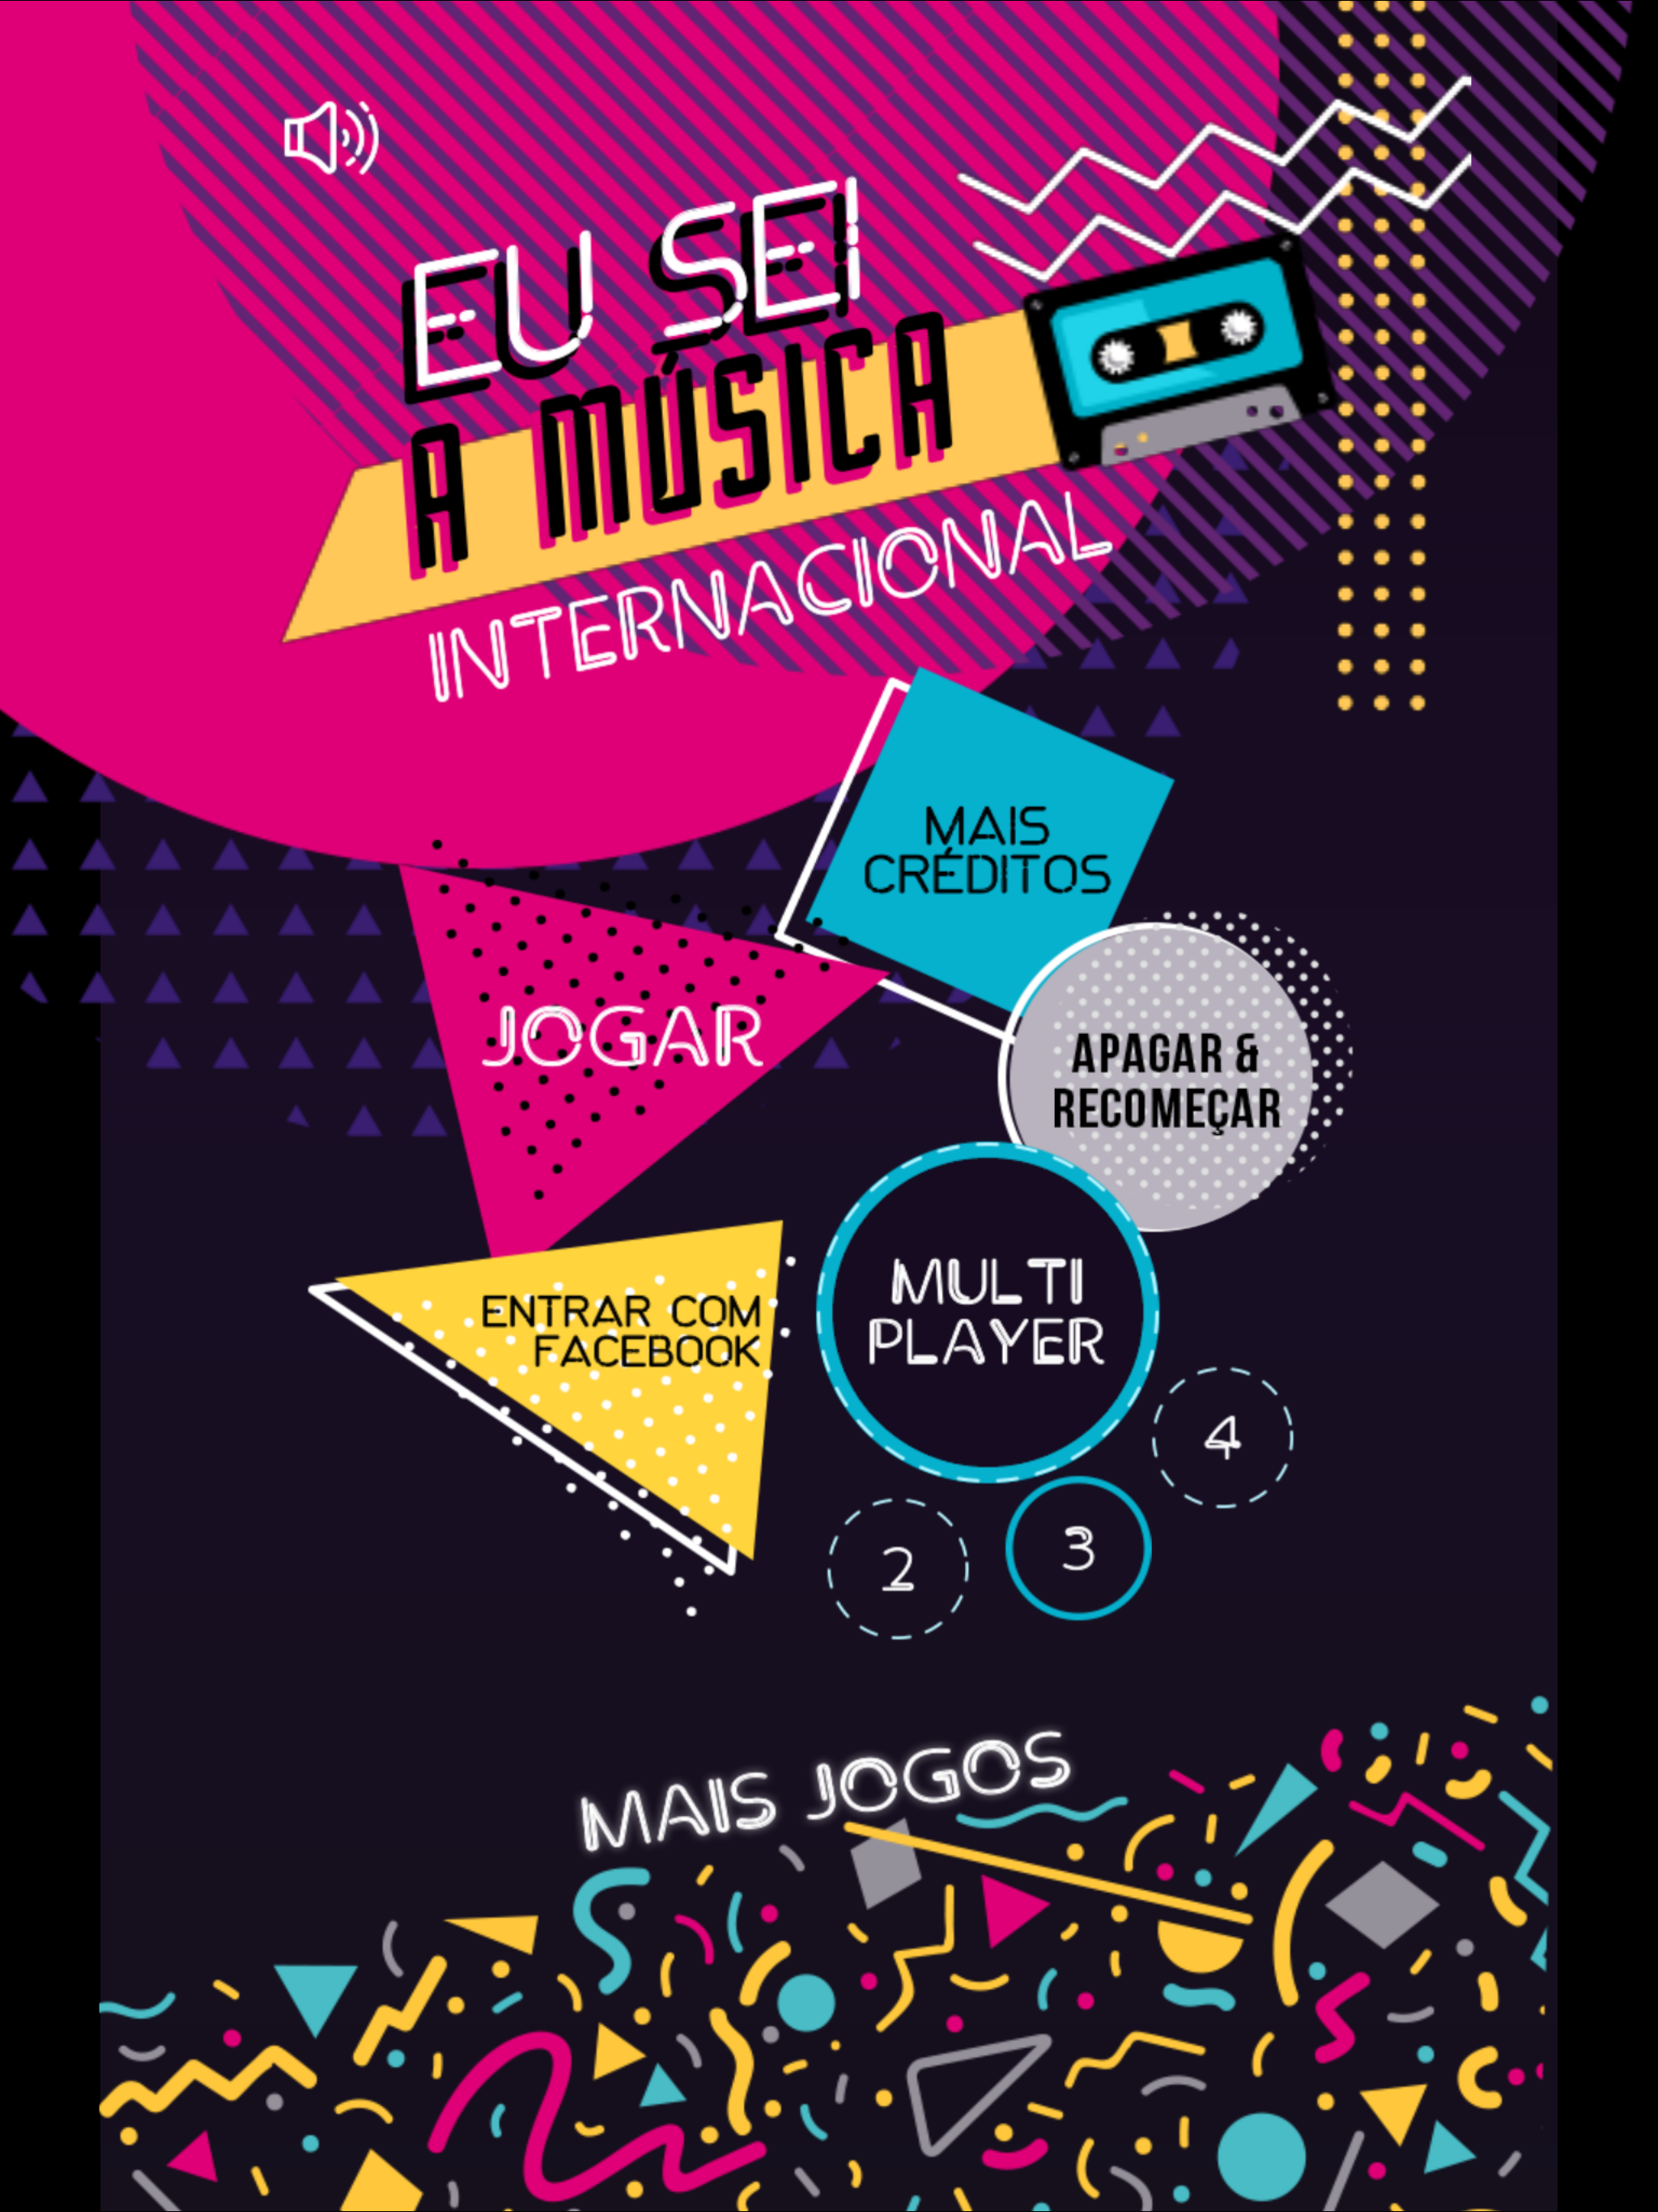 EU SEI
A MÚSICA
INTERNACIONAL
MAIS
CRÉDITOS
JOGAR
APAGAR &
RECOMEÇAR
ENTRAR COM
FACEBOOK
MULTI
PLAYER
4
3
2
MAIS JOGOS